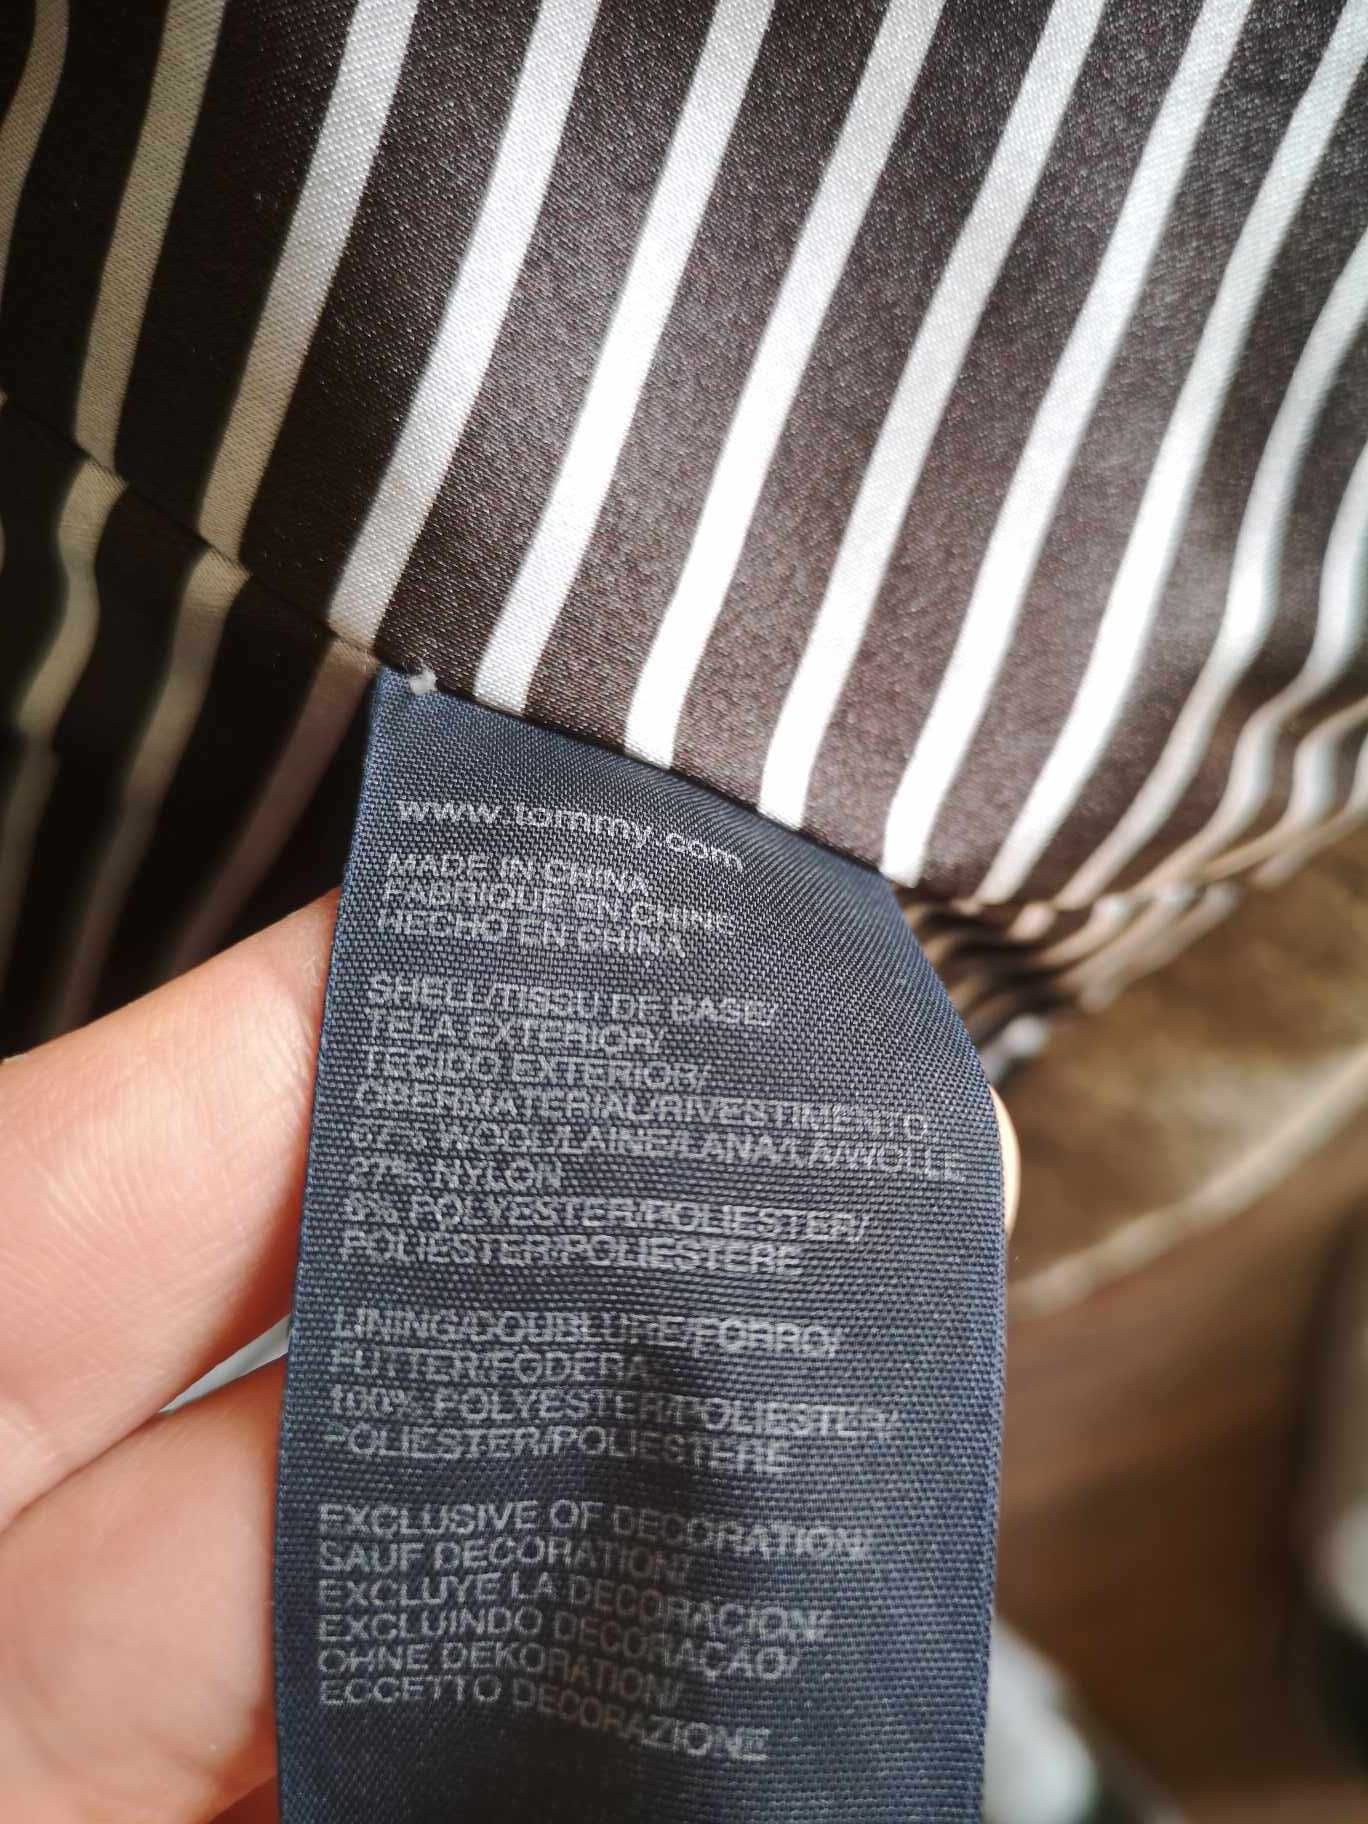 www.tommy.com
MADE IN CHINA
FABRIQUE EN CHINE
HECHO EN CHINA
SHELL/TISSU DE BASE/
TELA EXTERIOR/
TECIDO EXTERIOR/
OBERMATERIAL/RIVESTIMENTO
WOOL/LAINE/LANA/LÃ/WOLLE
27% NYLON
POLYESTER/POLIESTER/
POLIESTER/POLIESTERE
LINING/DOUBLURE/FORRO/
FUTTER/FODERA
100% POLYESTER/POLIESTER/
POLIESTER/POLIESTERE
EXCLUSIVE OF DECORATION/
SAUF DECORATION/
EXCLUYE LA DECORACION/
EXCLUINDO DECORAÇAO/
OHNE DEKORATION/
ECCETTO DECORAZIONE